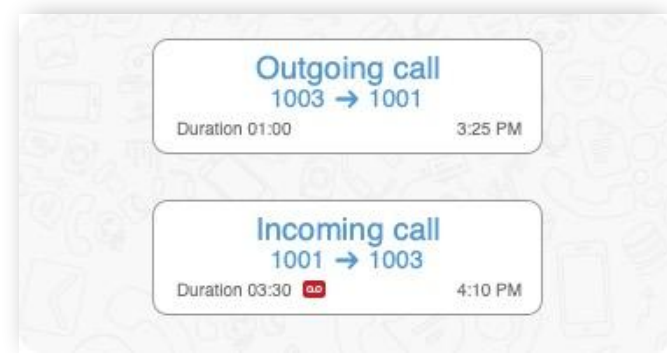 Outgoing call
1003 → 1001
Duration 01:00 3:25 PM
Incoming call
1001 → 1003
Duration 03:30 4:10 PM